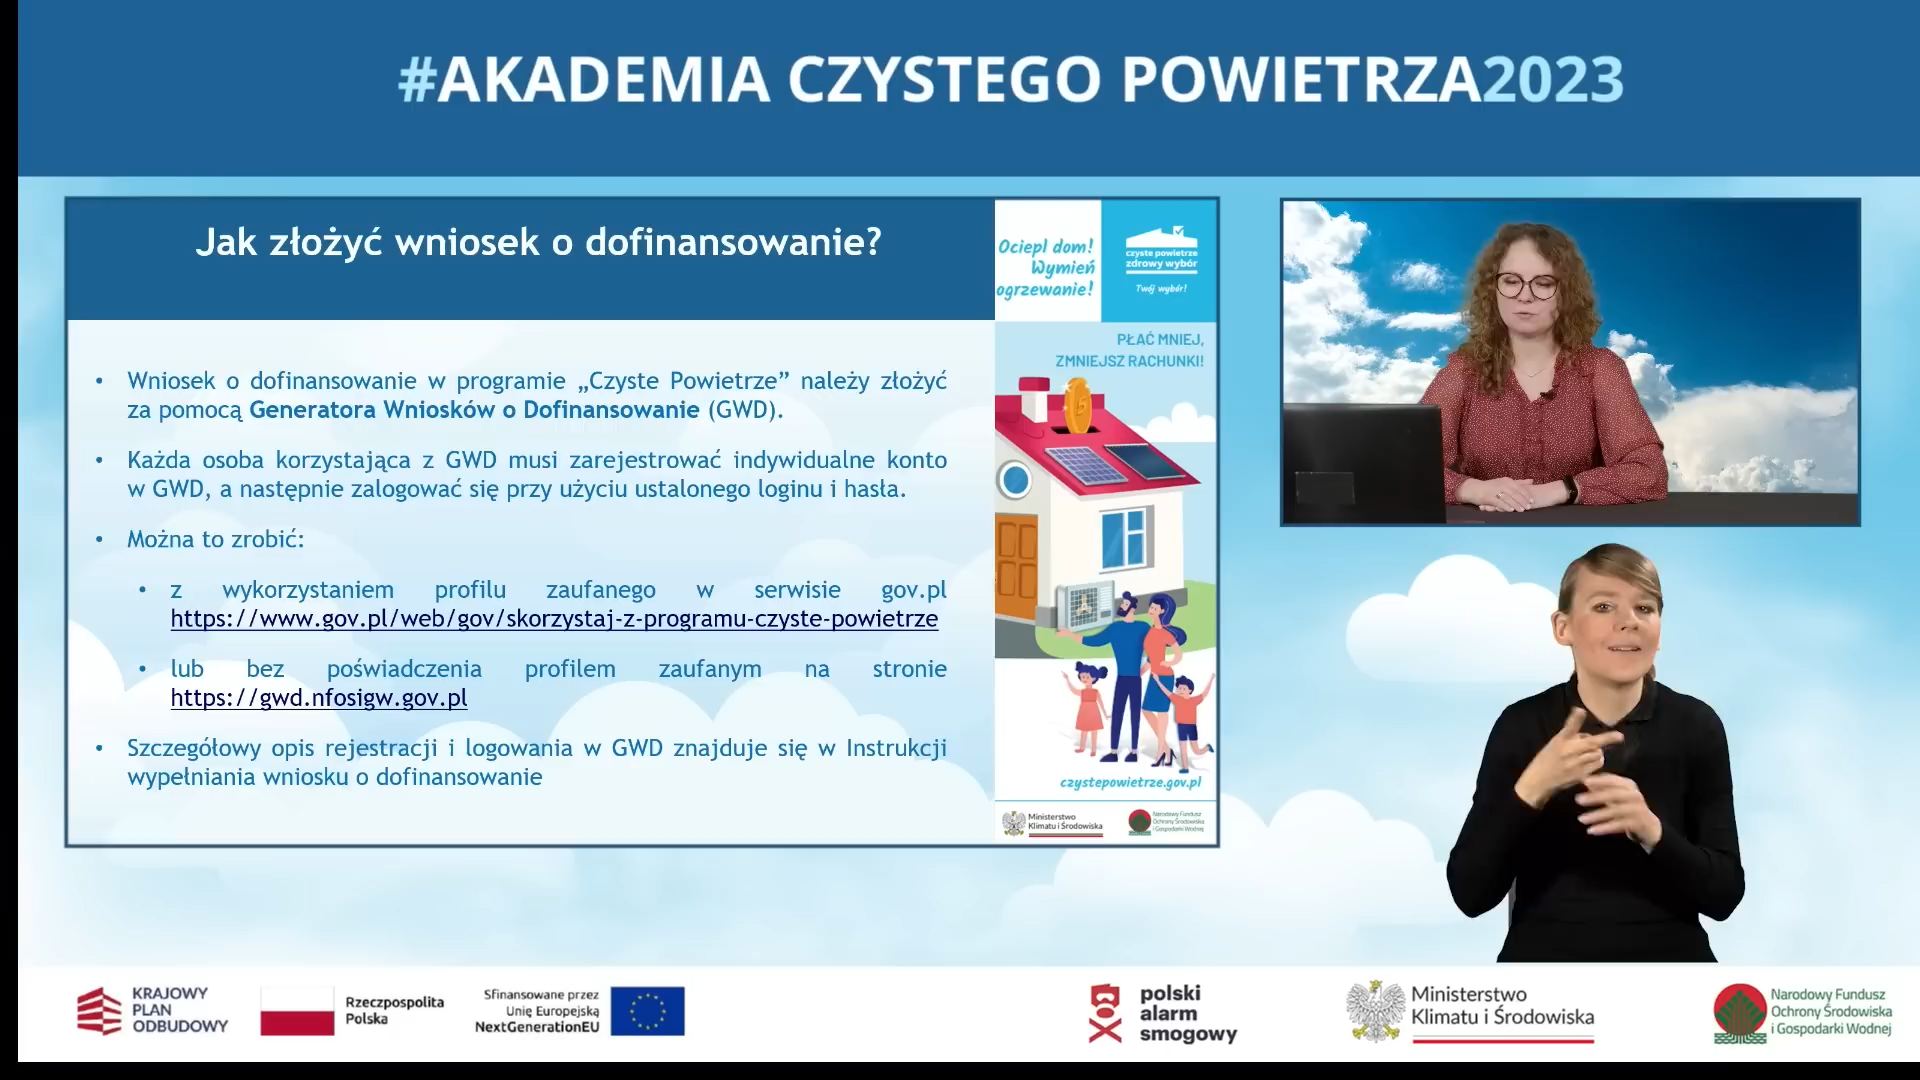 #AKADEMIA CZYSTEGO POWIETRZA2023
Jak złożyć wniosek o dofinansowanie?
• Wniosek o dofinansowanie w programie „Czyste Powietrze” należy złożyć
za pomocą Generatora Wniosków o Dofinansowanie (GWD).
• Każda osoba korzystająca z GWD musi zarejestrować indywidualne konto
w GWD, a następnie zalogować się przy użyciu ustalonego loginu i hasła.
• Można to zrobić:
• z wykorzystaniem profilu zaufanego w serwisie gov.pl
https://www.gov.pl/web/gov/skorzystaj-z-programu-czyste-powietrze
• lub bez poświadczenia profilem zaufanym na stronie
https://gwd.nfosigw.gov.pl
• Szczegółowy opis rejestracji i logowania w GWD znajduje się w Instrukcji
wypełniania wniosku o dofinansowanie
Ociepl dom!
Wymień
ogrzewanie!
czyste powietrze
zdrowy wybór
Twój wybór!
PŁAĆ MNIEJ,
ZMNIEJSZ RACHUNKI!
czystepowietrze.gov.pl
Ministerstwo
Klimatu i Środowiska
Narodowy Fundusz
Ochrony Środowiska
i Gospodarki Wodnej
KRAJOWY
PLAN
ODBUDOWY
Rzeczpospolita
Polska
Sfinansowane przez
Unię Europejską
NextGenerationEU
polski
alarm
smogowy
Ministerstwo
Klimatu i Środowiska
Narodowy Fundusz
Ochrony Środowiska
i Gospodarki Wodnej